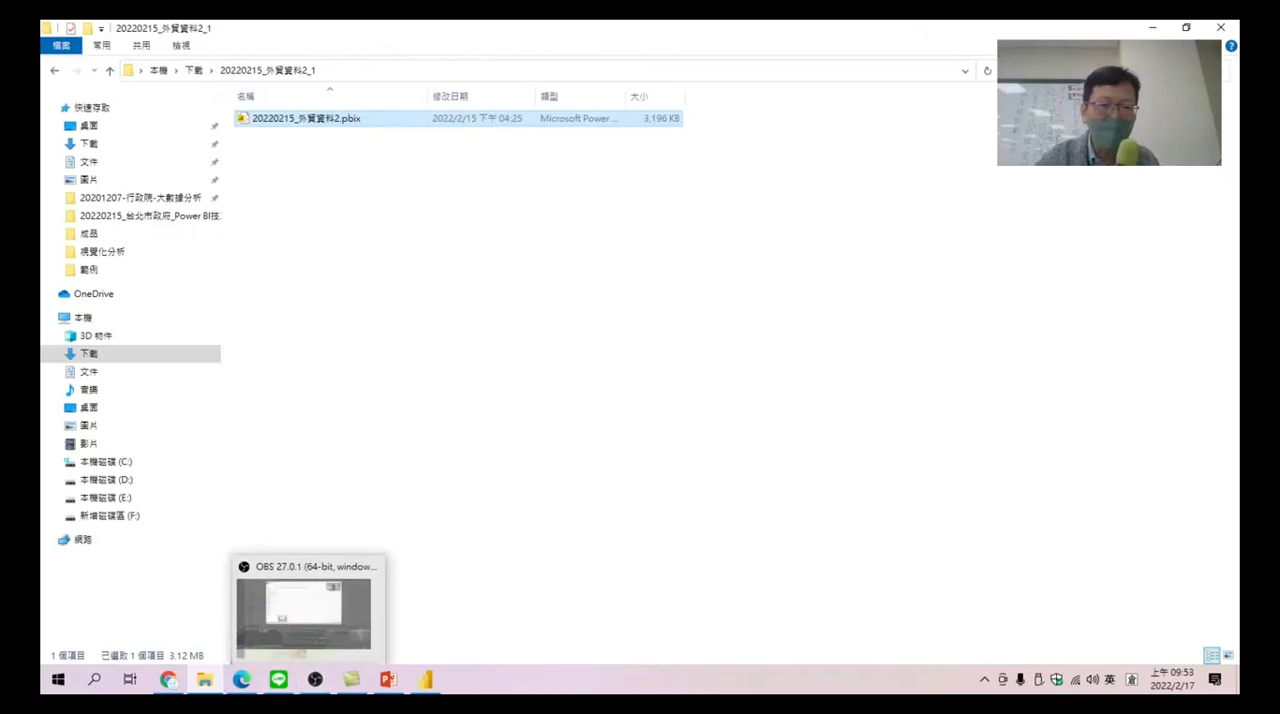 20220215_外貿資料2_1
檔案 常用 共用 檢視
本機 › 下載 › 20220215_外貿資料2_1
名稱 修改日期 類型 大小
20220215_外貿資料2.pbix 2022/2/15 下午 04:25 Microsoft Power ... 3,196 KB
快速存取
桌面
下載
文件
圖片
20201207-行政院-大數據分析
20220215_台北市政府_Power BI技
成品
視覺化分析
範例
OneDrive
本機
3D 物件
下載
文件
音樂
桌面
圖片
影片
本機磁碟 (C:)
本機磁碟 (D:)
本機磁碟 (E:)
新增磁碟區 (F:)
網路
OBS 27.0.1 (64-bit, window...
1 個項目 已選取 1 個項目 3.12 MB
英 倉
上午 09:53
2022/2/17